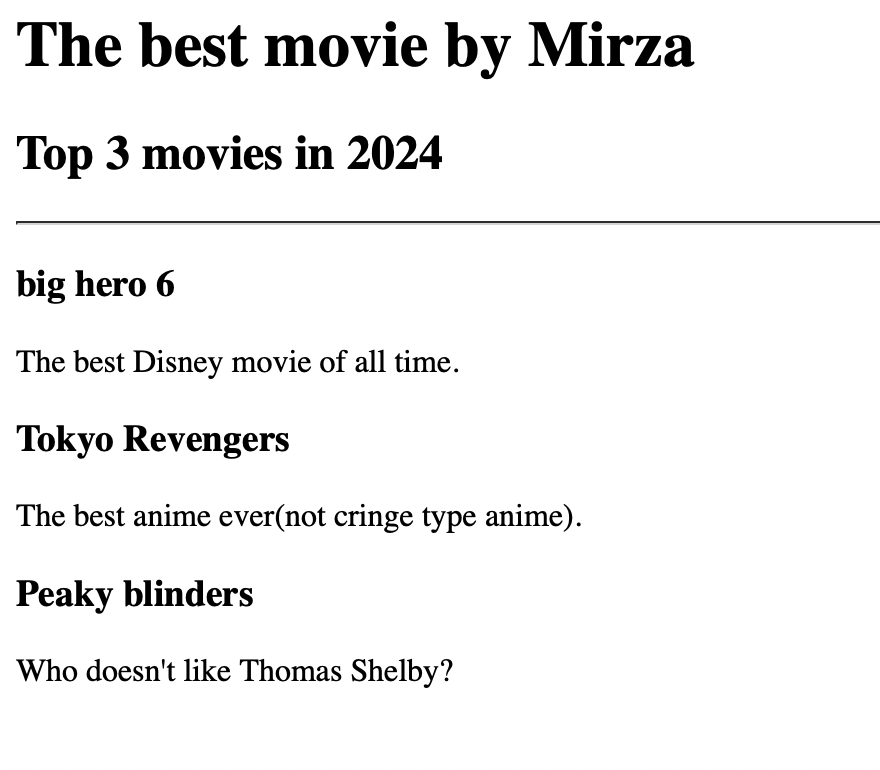 The best movie by Mirza
Top 3 movies in 2024
big hero 6
The best Disney movie of all time.
Tokyo Revengers
The best anime ever(not cringe type anime).
Peaky blinders
Who doesn't like Thomas Shelby?